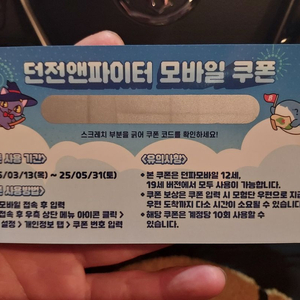 던전앤파이터 모바일 쿠폰
스크래치 부분을 긁어 쿠폰 코드를 확인하세요!
사용 기간>
5/03/13(목) ~ 25/05/31(토)
사용방법>
모바일 접속 후 입력
접속 후 우측 상단 메뉴 아이콘 클릭 >
설정 > 개인정보 탭 > 쿠폰 번호 입력
<유의사항>
• 본 쿠폰은 던파모바일 12세,
19세 버전에서 모두 사용이 가능합니다.
• 쿠폰 보상은 쿠폰 입력 시 모험단 우편으로 지급
우편 도착까지 다소 시간이 소요될 수 있습니다.
• 해당 쿠폰은 계정당 10회 사용할 수
있습니다.